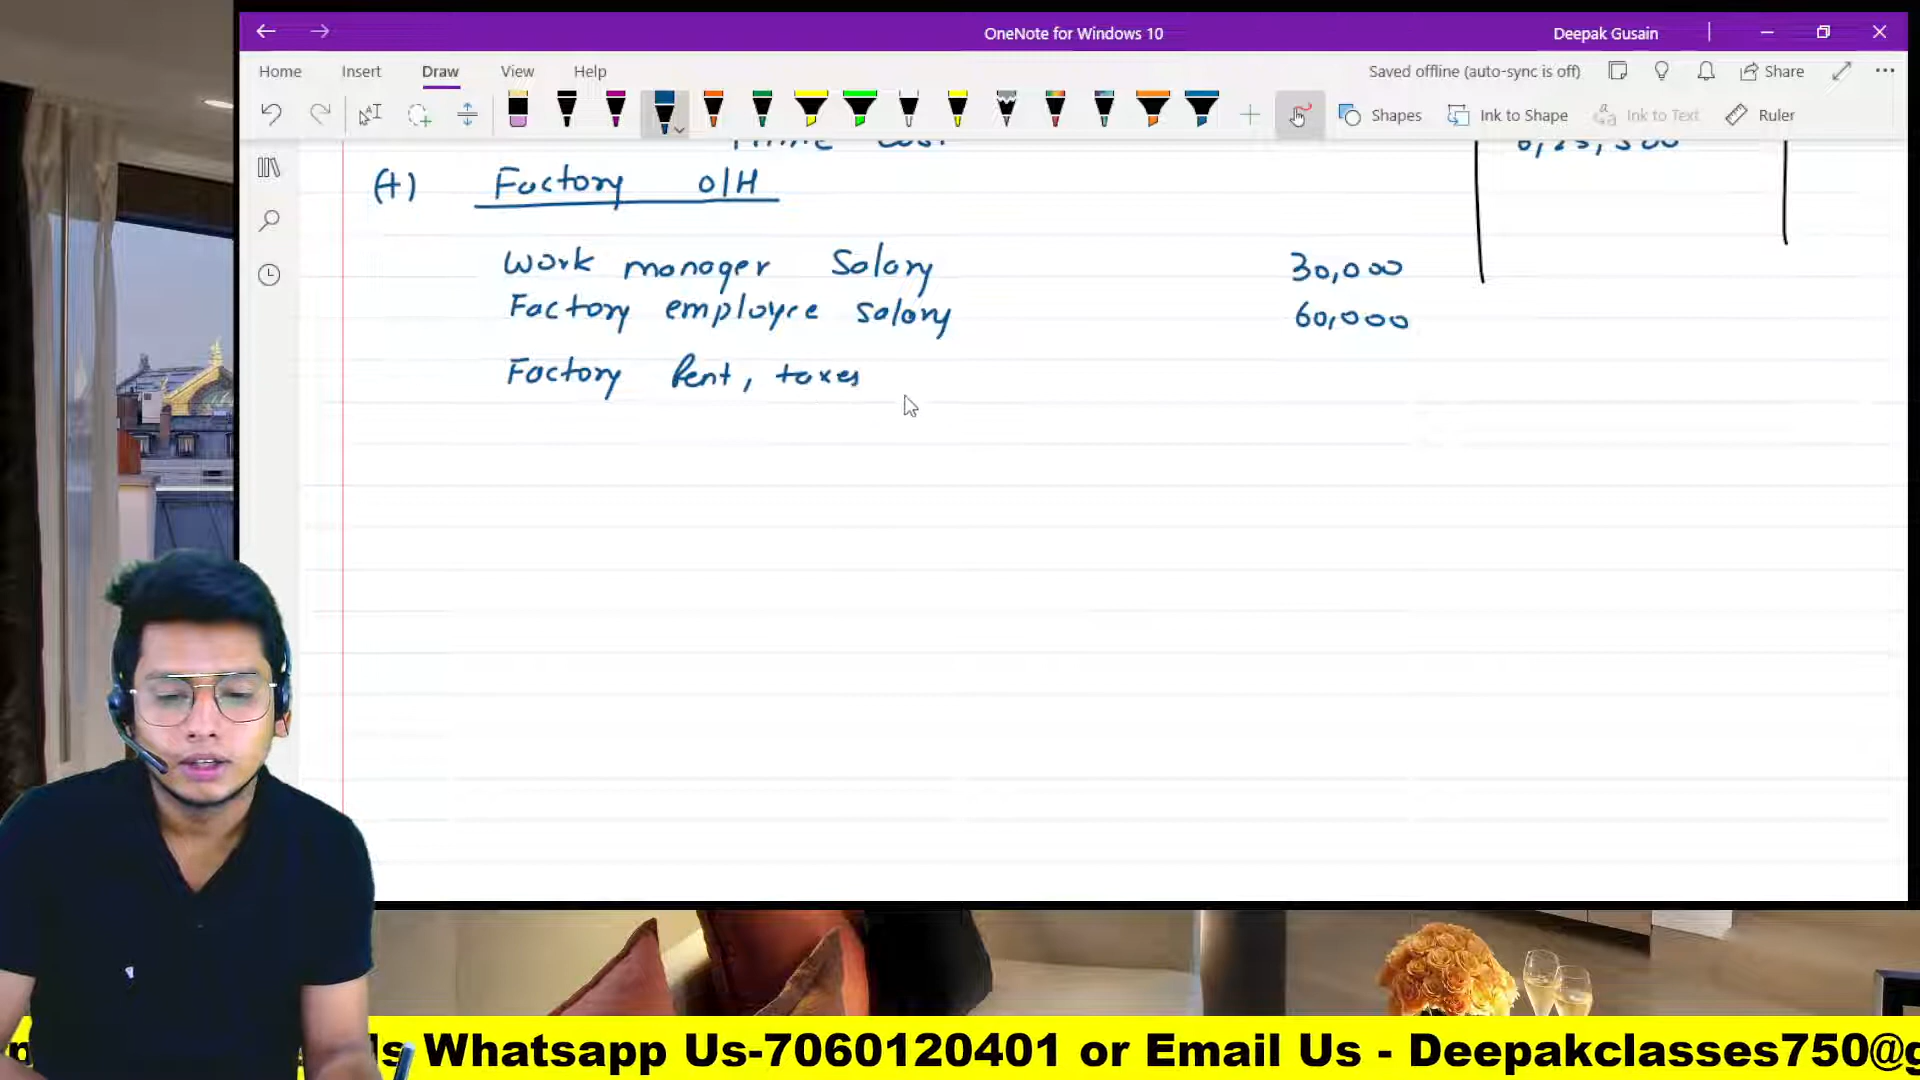 OneNote for Windows 10
Deepak Gusain
Home Insert Draw View Help
Saved offline (auto-sync is off)
Share
Shapes
Ink to Shape
Ink to Text
Ruler
Cost
(+) Factory O/H
Work manager Salary 30,000
Factory employee salary 60,000
Factory Rent, taxes
Whatsapp Us-7060120401 or Email Us - Deepakclasses750@g